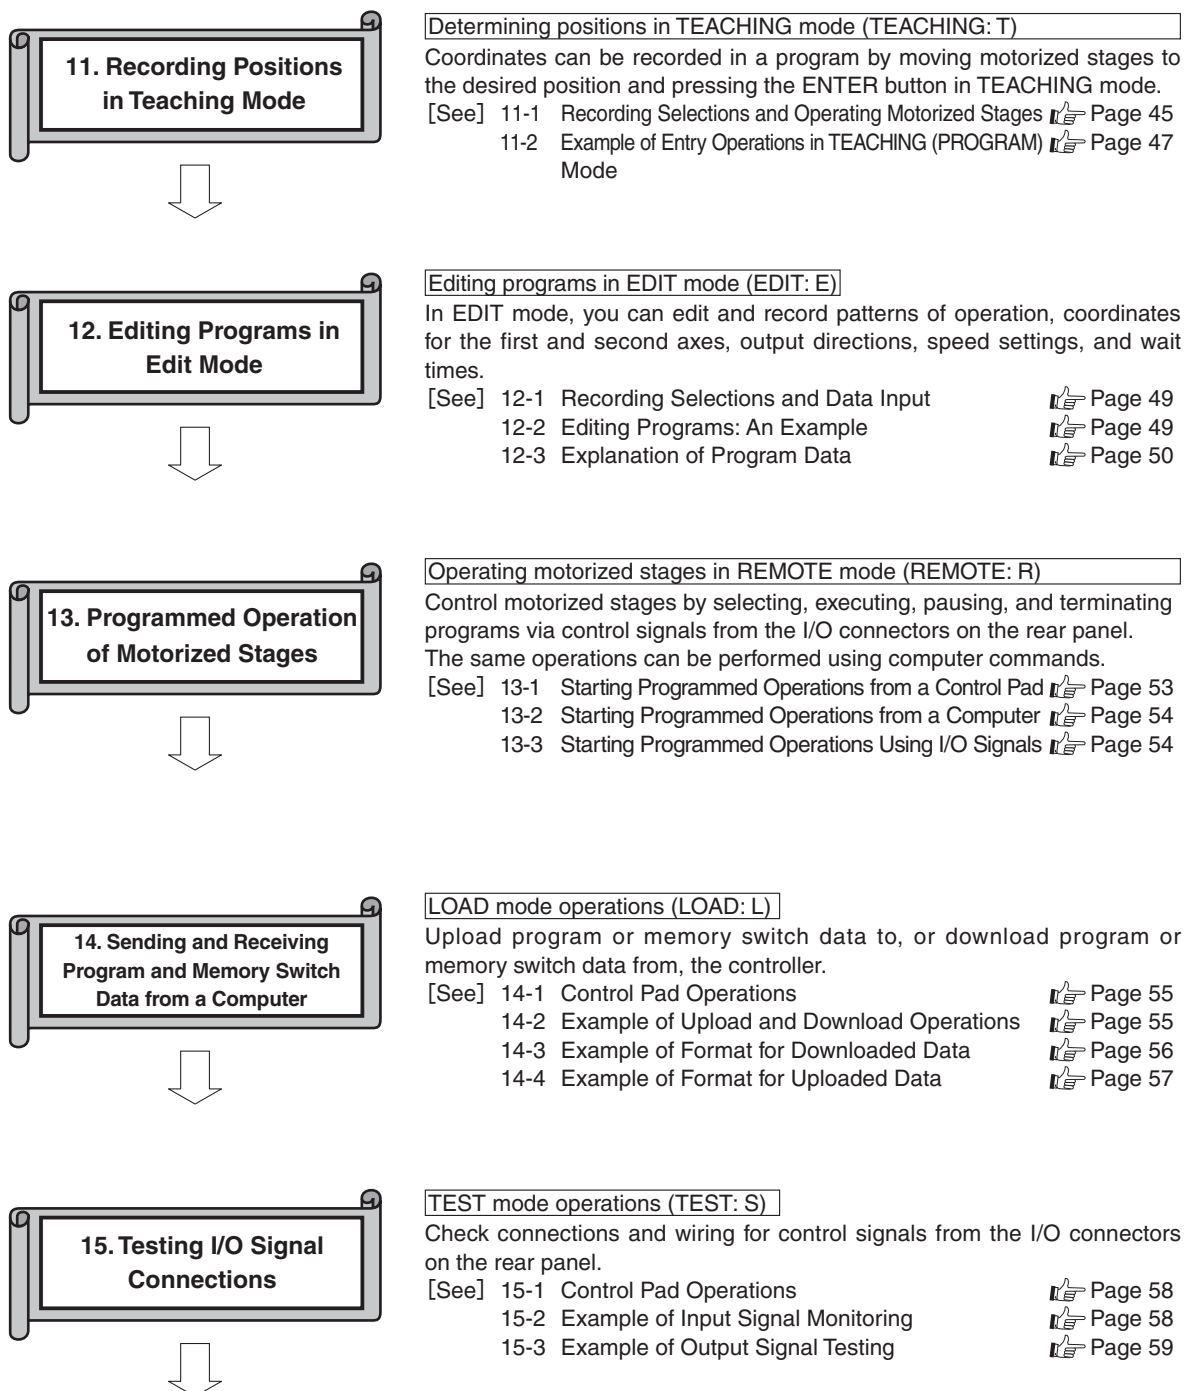 11. Recording Positions
in Teaching Mode
Determining positions in TEACHING mode (TEACHING: T)
Coordinates can be recorded in a program by moving motorized stages to
the desired position and pressing the ENTER button in TEACHING mode.
[See] 11-1 Recording Selections and Operating Motorized Stages Page 45
11-2 Example of Entry Operations in TEACHING (PROGRAM) Page 47
Mode
12. Editing Programs in
Edit Mode
Editing programs in EDIT mode (EDIT: E)
In EDIT mode, you can edit and record patterns of operation, coordinates
for the first and second axes, output directions, speed settings, and wait
times.
[See] 12-1 Recording Selections and Data Input Page 49
12-2 Editing Programs: An Example Page 49
12-3 Explanation of Program Data Page 50
13. Programmed Operation
of Motorized Stages
Operating motorized stages in REMOTE mode (REMOTE: R)
Control motorized stages by selecting, executing, pausing, and terminating
programs via control signals from the I/O connectors on the rear panel.
The same operations can be performed using computer commands.
[See] 13-1 Starting Programmed Operations from a Control Pad Page 53
13-2 Starting Programmed Operations from a Computer Page 54
13-3 Starting Programmed Operations Using I/O Signals Page 54
14. Sending and Receiving
Program and Memory Switch
Data from a Computer
LOAD mode operations (LOAD: L)
Upload program or memory switch data to, or download program or
memory switch data from, the controller.
[See] 14-1 Control Pad Operations Page 55
14-2 Example of Upload and Download Operations Page 55
14-3 Example of Format for Downloaded Data Page 56
14-4 Example of Format for Uploaded Data Page 57
15. Testing I/O Signal
Connections
TEST mode operations (TEST: S)
Check connections and wiring for control signals from the I/O connectors
on the rear panel.
[See] 15-1 Control Pad Operations Page 58
15-2 Example of Input Signal Monitoring Page 58
15-3 Example of Output Signal Testing Page 59